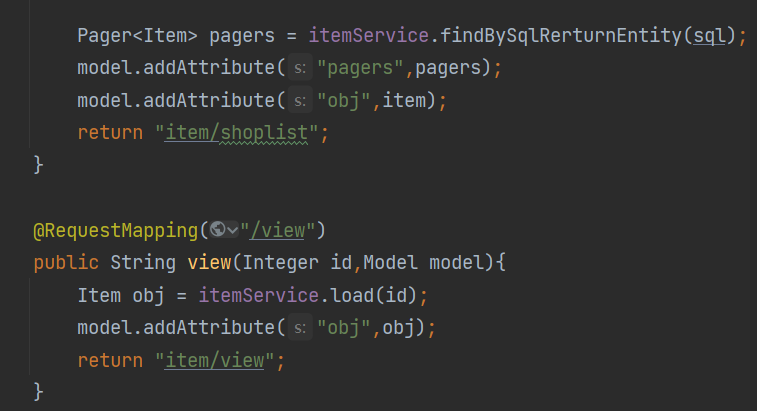 Pager<Item> pagers = itemService.findBySqlRerturnEntity(sql);
model.addAttribute( s: "pagers",pagers);
model.addAttribute( s: "obj",item);
return "item/shoplist";
}
@RequestMapping("/view")
public String view(Integer id,Model model){
Item obj = itemService.load(id);
model.addAttribute( s: "obj",obj);
return "item/view";
}